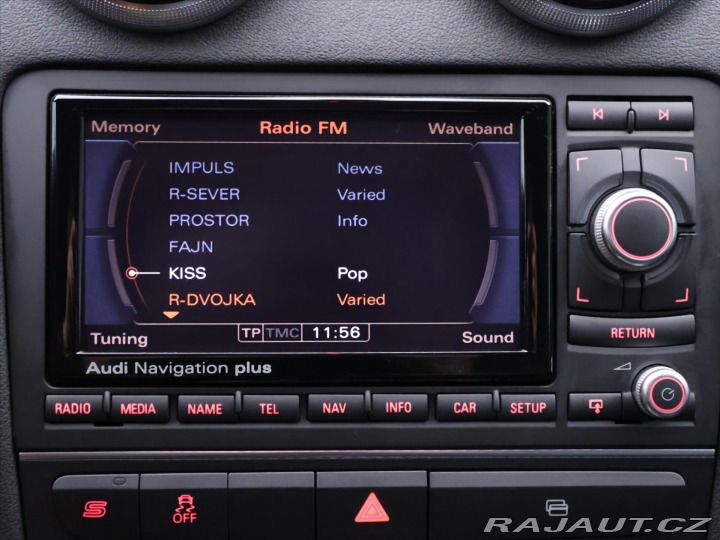 Memory Radio FM Waveband
IMPULS News
R-SEVER Varied
PROSTOR Info
FAJN
KISS Pop
R-DVOJKA Varied
Tuning TP TMC 11:56 Sound
Audi Navigation plus
RETURN
RADIO MEDIA NAME TEL NAV INFO CAR SETUP
S OFF
RAJAUT.CZ